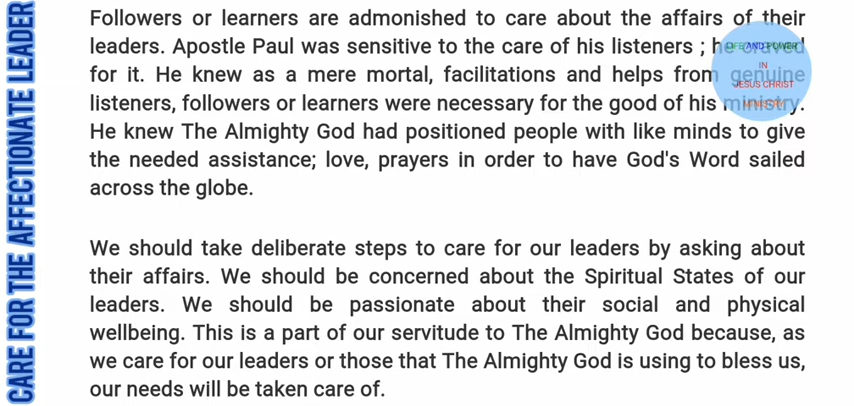 CARE FOR THE AFFECTIONATE LEADER
Followers or learners are admonished to care about the affairs of their
leaders. Apostle Paul was sensitive to the care of his listeners ; he craved
for it. He knew as a mere mortal, facilitations and helps from genuine
listeners, followers or learners were necessary for the good of his ministry.
He knew The Almighty God had positioned people with like minds to give
the needed assistance; love, prayers in order to have God's Word sailed
across the globe.
We should take deliberate steps to care for our leaders by asking about
their affairs. We should be concerned about the Spiritual States of our
leaders. We should be passionate about their social and physical
wellbeing. This is a part of our servitude to The Almighty God because, as
we care for our leaders or those that The Almighty God is using to bless us,
our needs will be taken care of.
LIFE AND POWER
IN
JESUS CHRIST
MINISTRY